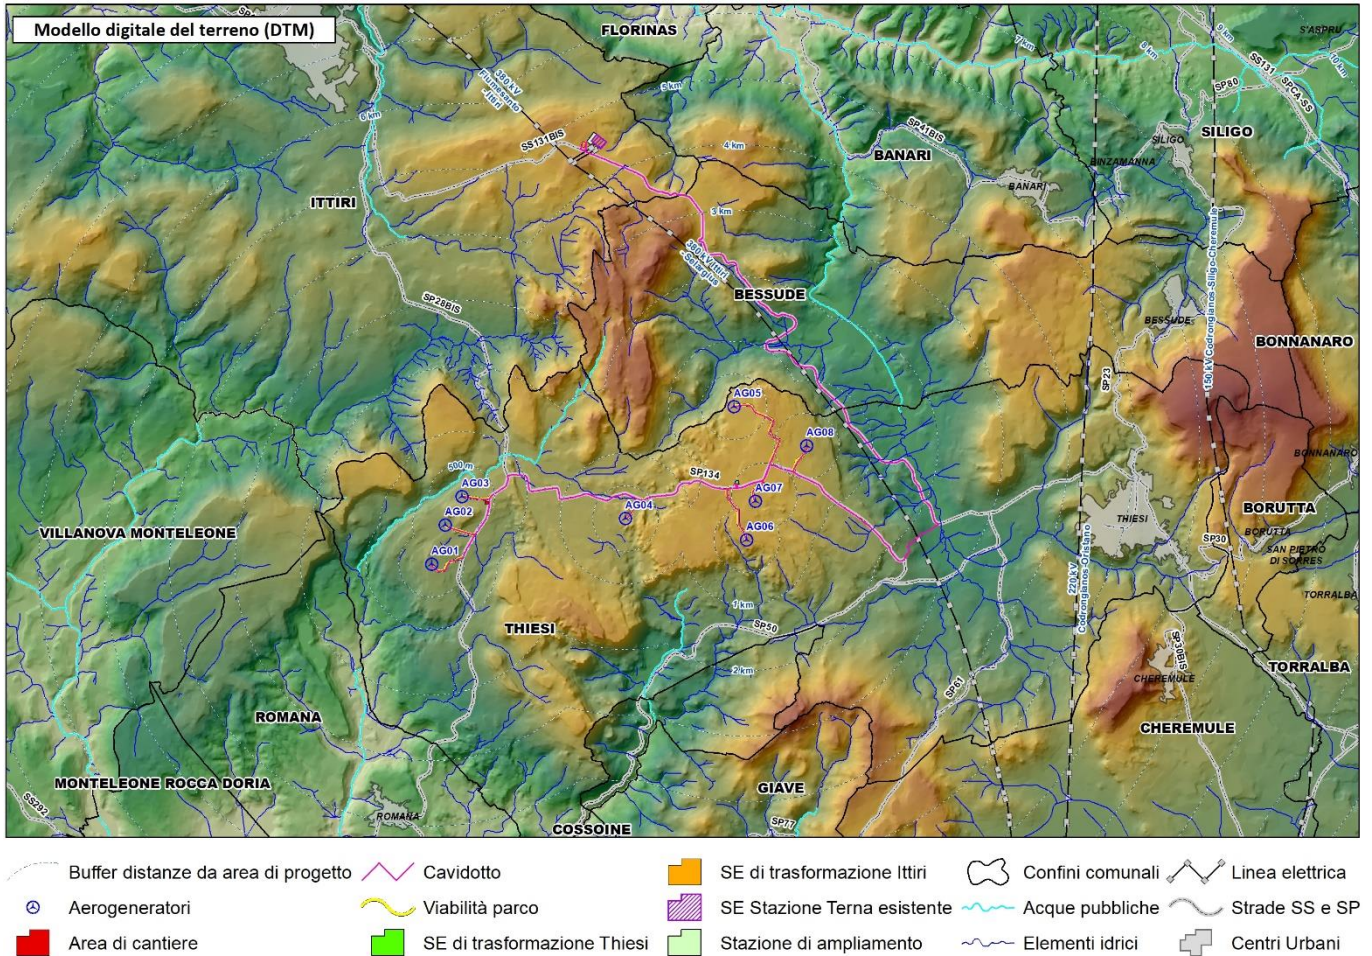 Modello digitale del terreno (DTM)
FLORINAS
S'ASPRU
7 km
8 km
9 km
10 km
SS131
SPCA-SS
SP80
380 kV
Fiumesanto
-Ittiri
5 km
6 km
SS131BIS
4 km
SP41BIS
BANARI
SILIGO
SILIGO
BINZAMANNA
BANARI
ITTIRI
3 km
380 kV Ittiri
- Selargius
BESSUDE
SP28BIS
BESSUDE
150 kV Codrongianos-Siligo-Cheremule
BONNANARO
SP23
AG05
AG08
500 m
SP134
BONNANARO
AG03
AG07
AG02
AG04
AG06
THIESI
BORUTTA
VILLANOVA MONTELEONE
BORUTTA
SP30
SAN PIETRO
DI SORRES
AG01
220 kV
Codrongianos-Oristano
TORRALBA
1 km
SP50
THIESI
2 km
SP30BIS
TORRALBA
SP61
CHEREMULE
ROMANA
CHEREMULE
MONTELEONE ROCCA DORIA
GIAVE
SS292
ROMANA
COSSOINE
SP77
Buffer distanze da area di progetto
Cavidotto
SE di trasformazione Ittiri
Confini comunali
Linea elettrica
Aerogeneratori
Viabilità parco
SE Stazione Terna esistente
Acque pubbliche
Strade SS e SP
Area di cantiere
SE di trasformazione Thiesi
Stazione di ampliamento
Elementi idrici
Centri Urbani